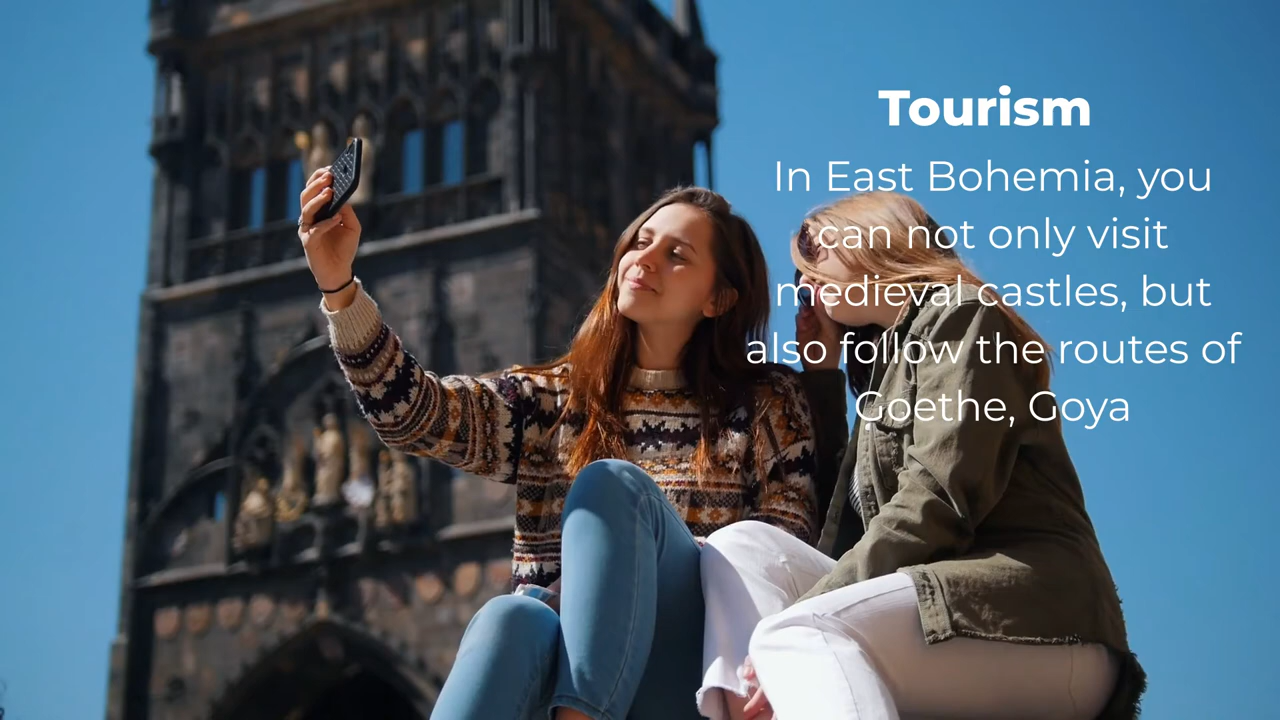 Tourism
In East Bohemia, you
can not only visit
medieval castles, but
also follow the routes of
Goethe, Goya